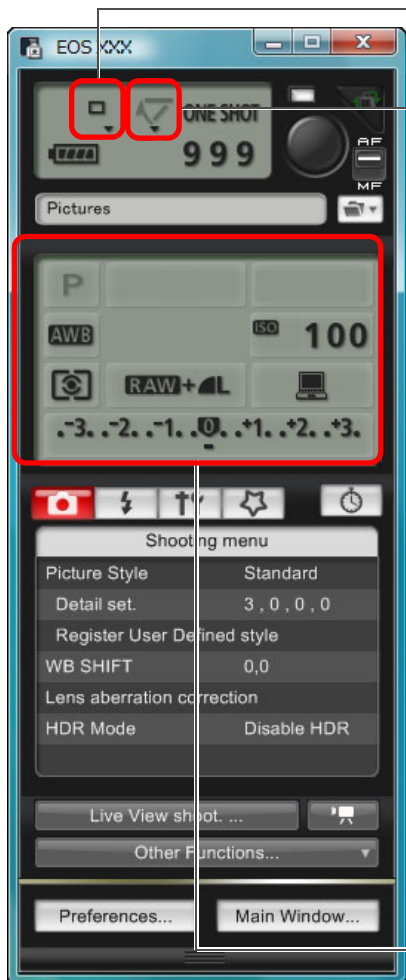 EOS XXX
ONE SHOT
999
AF
MF
Pictures
P
AWB
ISO 100
RAW+L
-3. .-2. .-1. .0. .+1. .+2. .+3.
Shooting menu
Picture Style Standard
Detail set. 3 , 0 , 0 , 0
Register User Defined style
WB SHIFT 0,0
Lens aberration correction
HDR Mode Disable HDR
Live View shoot. ...
Other Functions...
Preferences... Main Window...